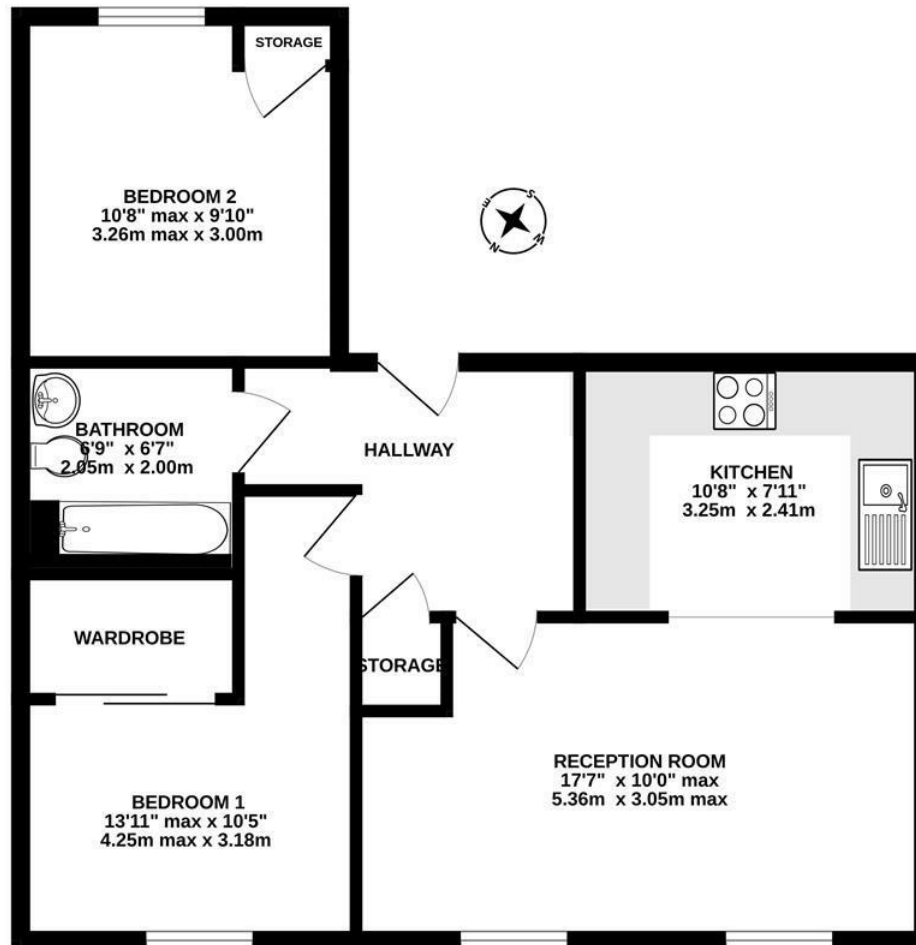 STORAGE
BEDROOM 2
10'8" max x 9'10"
3.26m max x 3.00m
S
E
W
N
BATHROOM
6'9" x 6'7"
2.05m x 2.00m
HALLWAY
KITCHEN
10'8" x 7'11"
3.25m x 2.41m
WARDROBE
STORAGE
RECEPTION ROOM
17'7" x 10'0" max
5.36m x 3.05m max
BEDROOM 1
13'11" max x 10'5"
4.25m max x 3.18m